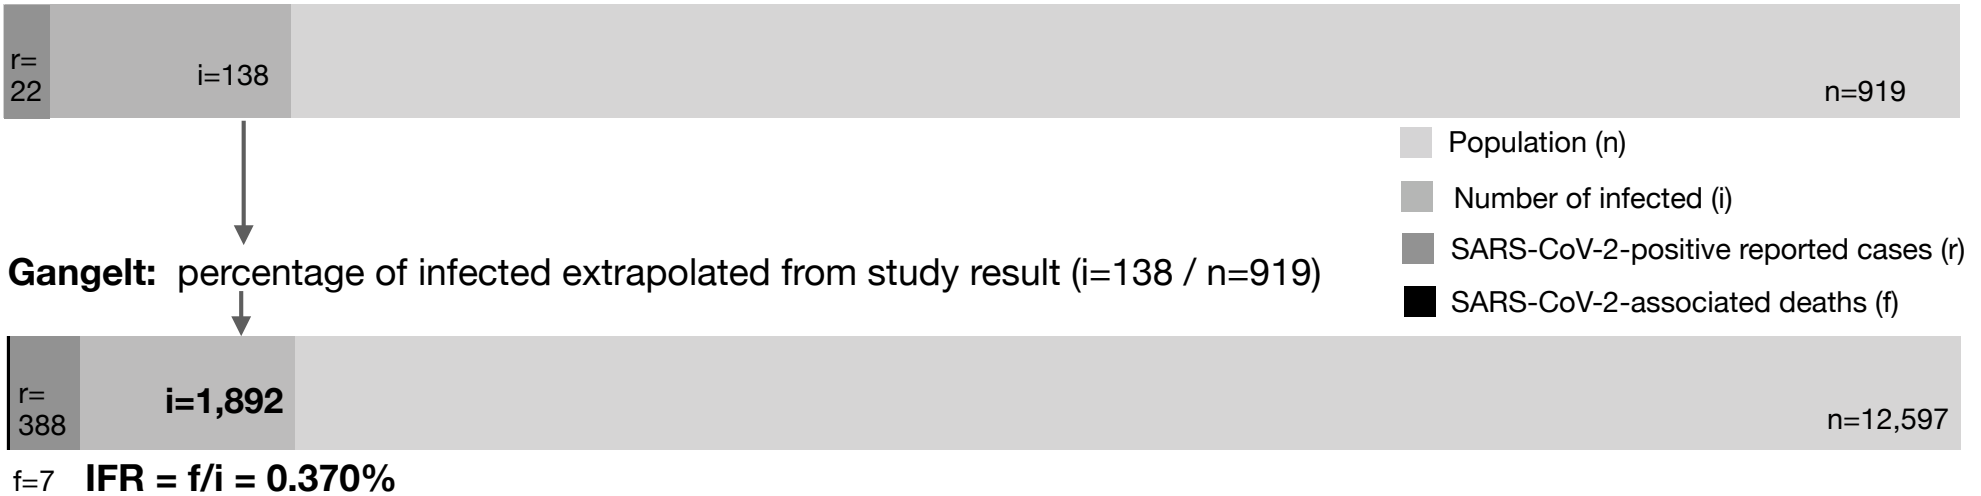 r=
22
i=138
n=919
Population (n)
Number of infected (i)
SARS-CoV-2-positive reported cases (r)
SARS-CoV-2-associated deaths (f)
Gangelt: percentage of infected extrapolated from study result (i=138 / n=919)
r=
388
i=1,892
n=12,597
f=7 IFR = f/i = 0.370%